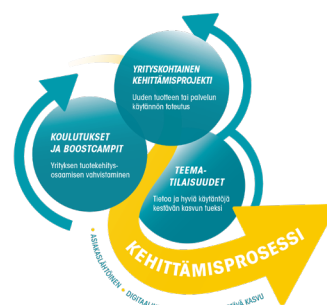 YRITYSKOHTAINEN
KEHITTÄMISPROJEKTI
Uuden tuotteen tai palvelun
käytännön toteutus
KOULUTUKSET
JA BOOSTCAMPIT
Yrityksen tuotekehitys-
osaamisen vahvistaminen
TEEMA-
TILAISUUDET
Tietoa ja hyviä käytäntöjä
kestävän kasvun tueksi
KEHITTÄMISPROSESSI
• ASIAKASLÄHTÖINEN •
KASVU